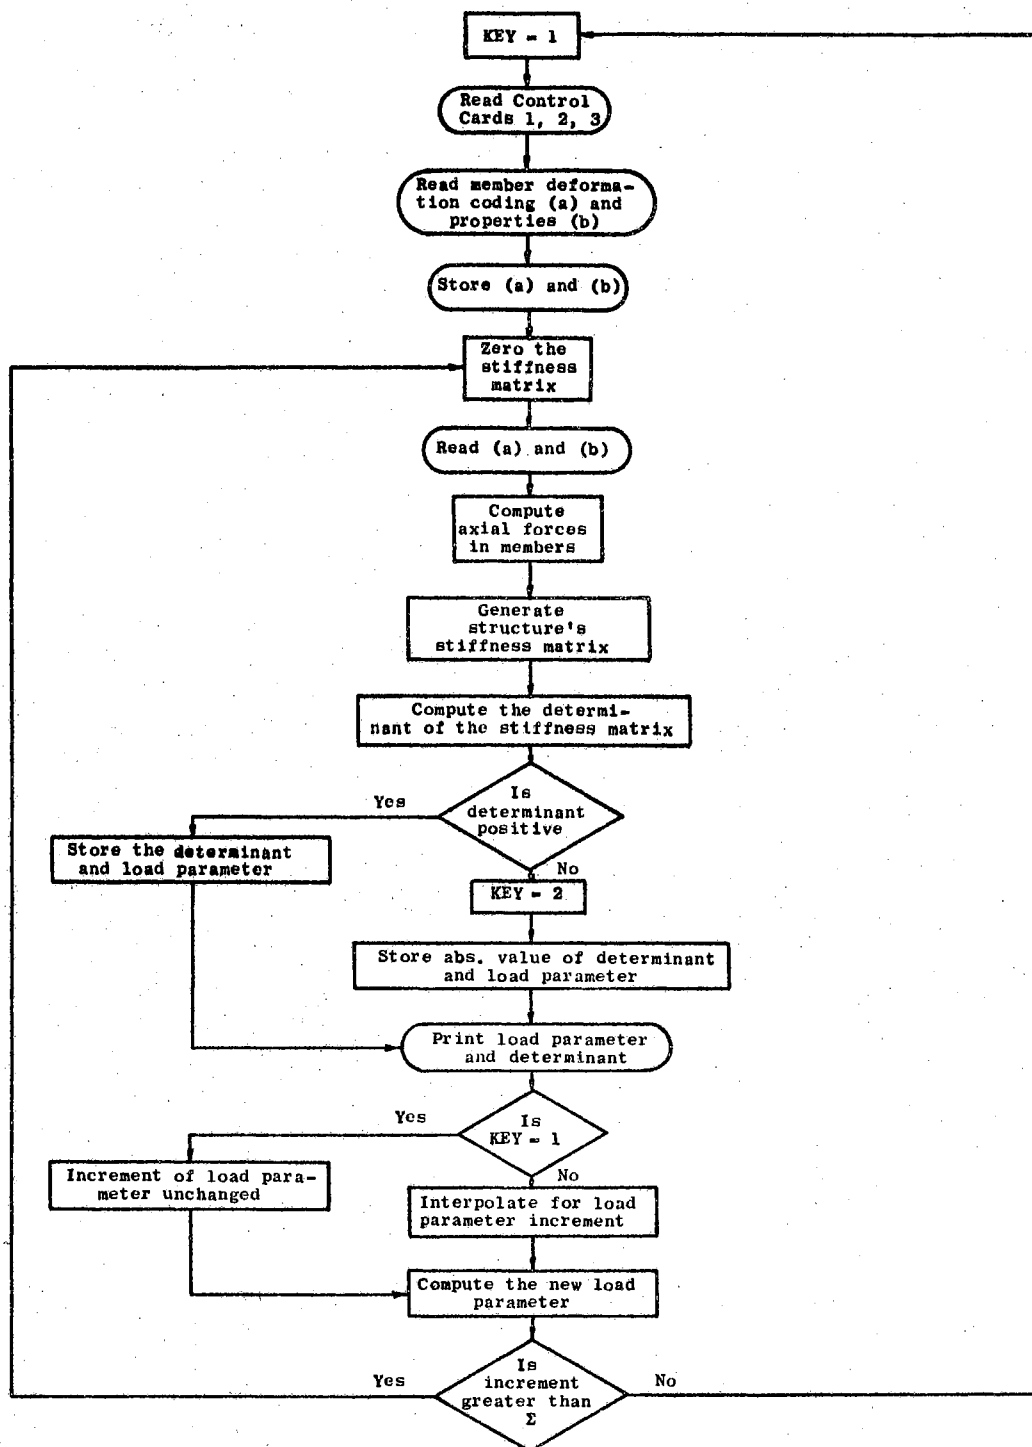 KEY = 1
Read Control
Cards 1, 2, 3
Read member deforma-
tion coding (a) and
properties (b)
Store (a) and (b)
Zero the
stiffness
matrix
Read (a) and (b)
Compute
axial forces
in members
Generate
structure's
stiffness matrix
Compute the determi-
nant of the stiffness matrix
Is
determinant
positive
Yes
No
Store the determinant
and load parameter
KEY = 2
Store abs. value of determinant
and load parameter
Print load parameter
and determinant
Is
KEY = 1
Yes
No
Increment of load para-
meter unchanged
Interpolate for load
parameter increment
Compute the new load
parameter
Is
increment
greater than
Σ
Yes
No